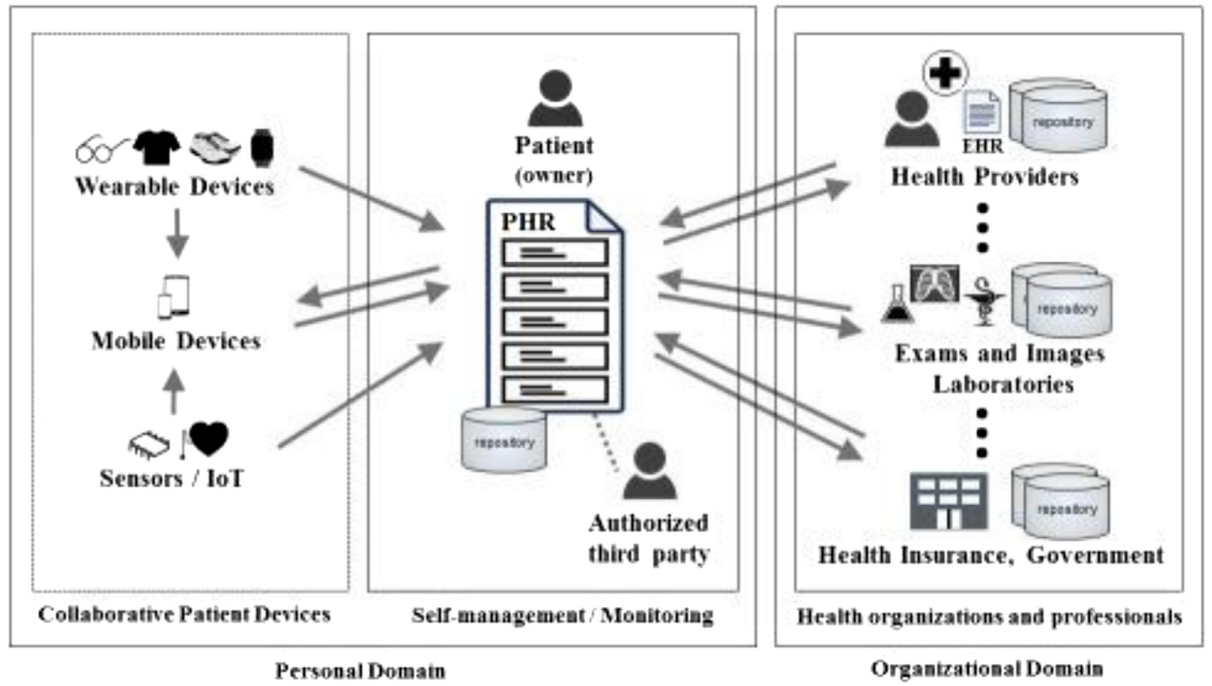 Wearable Devices
Mobile Devices
Sensors / IoT
Collaborative Patient Devices
Patient
(owner)
PHR
repository
Authorized
third party
Self-management / Monitoring
Personal Domain
EHR
repository
Health Providers
repository
Exams and Images
Laboratories
repository
Health Insurance, Government
Health organizations and professionals
Organizational Domain